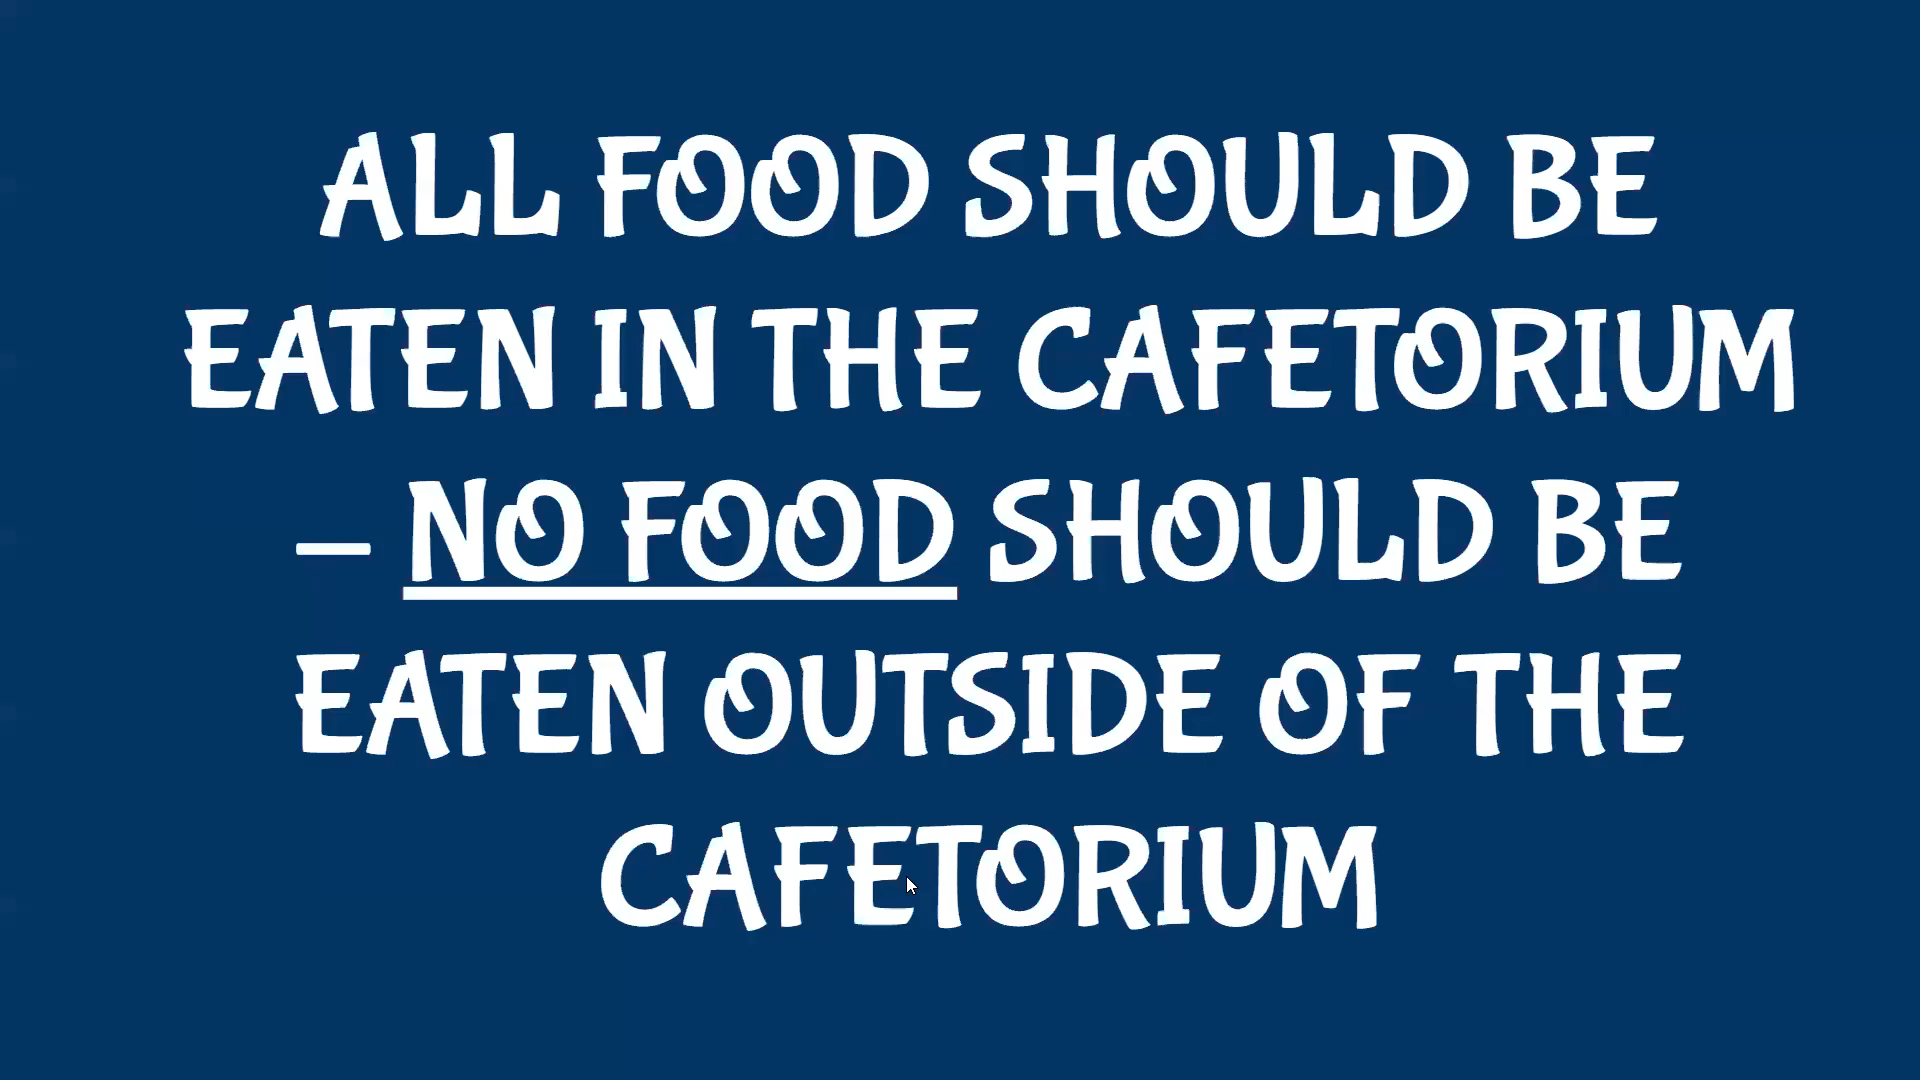 ALL FOOD SHOULD BE
EATEN IN THE CAFETORIUM
– NO FOOD SHOULD BE
EATEN OUTSIDE OF THE
CAFETORIUM